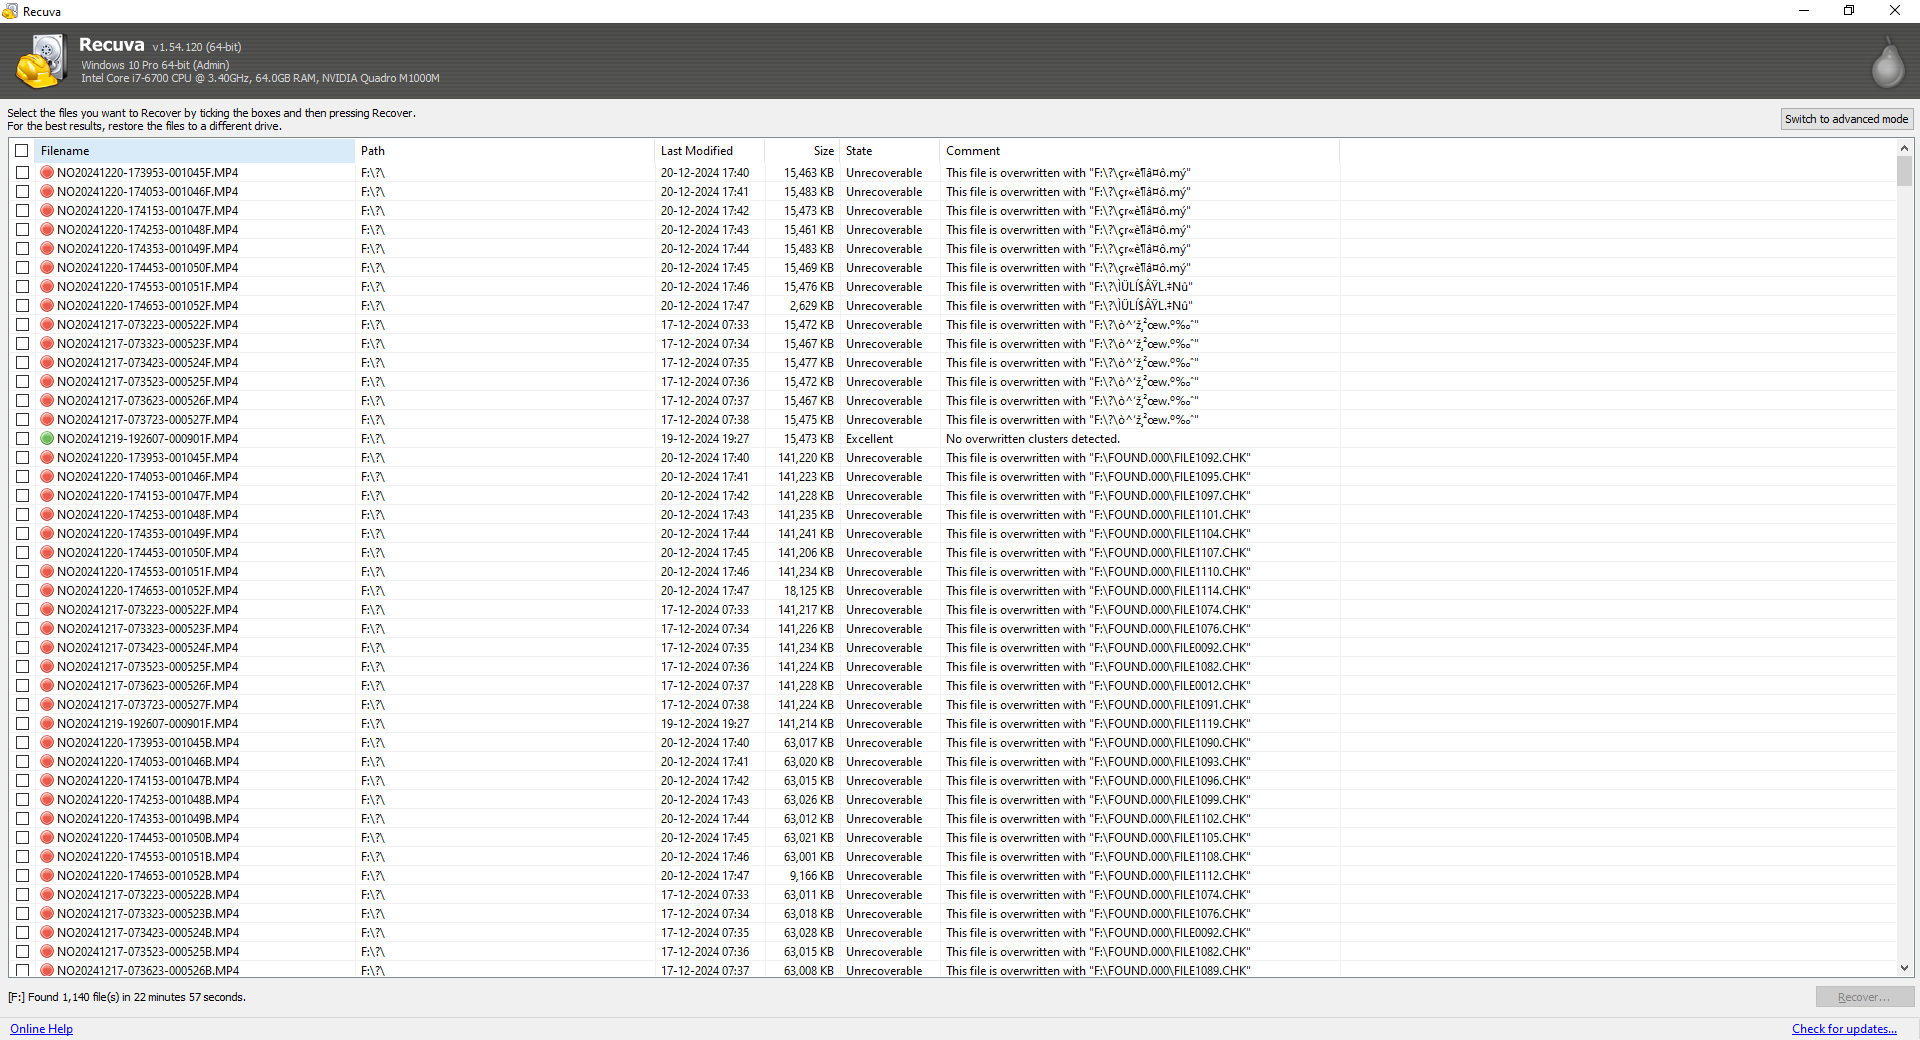 Recuva
Recuva v1.54.120 (64-bit)
Windows 10 Pro 64-bit (Admin)
Intel Core i7-6700 CPU @ 3.40GHz, 64.0GB RAM, NVIDIA Quadro M1000M
Select the files you want to Recover by ticking the boxes and then pressing Recover.
For the best results, restore the files to a different drive.
Switch to advanced mode
Filename Path Last Modified Size State Comment
NO20241220-173953-001045F.MP4 F:\?\ 20-12-2024 17:40 15,463 KB Unrecoverable This file is overwritten with "F:\?\çr«è¶â¤ô.mý"
NO20241220-174053-001046F.MP4 F:\?\ 20-12-2024 17:41 15,483 KB Unrecoverable This file is overwritten with "F:\?\çr«è¶â¤ô.mý"
NO20241220-174153-001047F.MP4 F:\?\ 20-12-2024 17:42 15,473 KB Unrecoverable This file is overwritten with "F:\?\çr«è¶â¤ô.mý"
NO20241220-174253-001048F.MP4 F:\?\ 20-12-2024 17:43 15,461 KB Unrecoverable This file is overwritten with "F:\?\çr«è¶â¤ô.mý"
NO20241220-174353-001049F.MP4 F:\?\ 20-12-2024 17:44 15,483 KB Unrecoverable This file is overwritten with "F:\?\çr«è¶â¤ô.mý"
NO20241220-174453-001050F.MP4 F:\?\ 20-12-2024 17:45 15,469 KB Unrecoverable This file is overwritten with "F:\?\çr«è¶â¤ô.mý"
NO20241220-174553-001051F.MP4 F:\?\ 20-12-2024 17:46 15,476 KB Unrecoverable This file is overwritten with "F:\?\ÌÜLÍ$ÂŸL.‡Nû"
NO20241220-174653-001052F.MP4 F:\?\ 20-12-2024 17:47 2,629 KB Unrecoverable This file is overwritten with "F:\?\ÌÜLÍ$ÂŸL.‡Nû"
NO20241217-073223-000522F.MP4 F:\?\ 17-12-2024 07:33 15,472 KB Unrecoverable This file is overwritten with
NO20241217-073323-000523F.MP4 F:\?\ 17-12-2024 07:34 15,467 KB Unrecoverable This file is overwritten with
NO20241217-073423-000524F.MP4 F:\?\ 17-12-2024 07:35 15,477 KB Unrecoverable This file is overwritten with
NO20241217-073523-000525F.MP4 F:\?\ 17-12-2024 07:36 15,472 KB Unrecoverable This file is overwritten with
NO20241217-073623-000526F.MP4 F:\?\ 17-12-2024 07:37 15,467 KB Unrecoverable This file is overwritten with
NO20241217-073723-000527F.MP4 F:\?\ 17-12-2024 07:38 15,475 KB Unrecoverable This file is overwritten with
NO20241219-192607-000901F.MP4 F:\?\ 19-12-2024 19:27 15,473 KB Excellent No overwritten clusters detected.
NO20241220-173953-001045F.MP4 F:\?\ 20-12-2024 17:40 141,220 KB Unrecoverable This file is overwritten with "F:\FOUND.000\FILE1092.CHK"
NO20241220-174053-001046F.MP4 F:\?\ 20-12-2024 17:41 141,223 KB Unrecoverable This file is overwritten with "F:\FOUND.000\FILE1095.CHK"
NO20241220-174153-001047F.MP4 F:\?\ 20-12-2024 17:42 141,228 KB Unrecoverable This file is overwritten with "F:\FOUND.000\FILE1097.CHK"
NO20241220-174253-001048F.MP4 F:\?\ 20-12-2024 17:43 141,235 KB Unrecoverable This file is overwritten with "F:\FOUND.000\FILE1101.CHK"
NO20241220-174353-001049F.MP4 F:\?\ 20-12-2024 17:44 141,241 KB Unrecoverable This file is overwritten with "F:\FOUND.000\FILE1104.CHK"
NO20241220-174453-001050F.MP4 F:\?\ 20-12-2024 17:45 141,206 KB Unrecoverable This file is overwritten with "F:\FOUND.000\FILE1107.CHK"
NO20241220-174553-001051F.MP4 F:\?\ 20-12-2024 17:46 141,234 KB Unrecoverable This file is overwritten with "F:\FOUND.000\FILE1110.CHK"
NO20241220-174653-001052F.MP4 F:\?\ 20-12-2024 17:47 18,125 KB Unrecoverable This file is overwritten with "F:\FOUND.000\FILE1114.CHK"
NO20241217-073223-000522F.MP4 F:\?\ 17-12-2024 07:33 141,217 KB Unrecoverable This file is overwritten with "F:\FOUND.000\FILE1074.CHK"
NO20241217-073323-000523F.MP4 F:\?\ 17-12-2024 07:34 141,226 KB Unrecoverable This file is overwritten with "F:\FOUND.000\FILE1076.CHK"
NO20241217-073423-000524F.MP4 F:\?\ 17-12-2024 07:35 141,234 KB Unrecoverable This file is overwritten with "F:\FOUND.000\FILE0092.CHK"
NO20241217-073523-000525F.MP4 F:\?\ 17-12-2024 07:36 141,224 KB Unrecoverable This file is overwritten with "F:\FOUND.000\FILE1082.CHK"
NO20241217-073623-000526F.MP4 F:\?\ 17-12-2024 07:37 141,228 KB Unrecoverable This file is overwritten with "F:\FOUND.000\FILE0012.CHK"
NO20241217-073723-000527F.MP4 F:\?\ 17-12-2024 07:38 141,224 KB Unrecoverable This file is overwritten with "F:\FOUND.000\FILE1091.CHK"
NO20241219-192607-000901F.MP4 F:\?\ 19-12-2024 19:27 141,214 KB Unrecoverable This file is overwritten with "F:\FOUND.000\FILE1119.CHK"
NO20241220-173953-001045B.MP4 F:\?\ 20-12-2024 17:40 63,017 KB Unrecoverable This file is overwritten with "F:\FOUND.000\FILE1090.CHK"
NO20241220-174053-001046B.MP4 F:\?\ 20-12-2024 17:41 63,020 KB Unrecoverable This file is overwritten with "F:\FOUND.000\FILE1093.CHK"
NO20241220-174153-001047B.MP4 F:\?\ 20-12-2024 17:42 63,015 KB Unrecoverable This file is overwritten with "F:\FOUND.000\FILE1096.CHK"
NO20241220-174253-001048B.MP4 F:\?\ 20-12-2024 17:43 63,026 KB Unrecoverable This file is overwritten with "F:\FOUND.000\FILE1099.CHK"
NO20241220-174353-001049B.MP4 F:\?\ 20-12-2024 17:44 63,012 KB Unrecoverable This file is overwritten with "F:\FOUND.000\FILE1102.CHK"
NO20241220-174453-001050B.MP4 F:\?\ 20-12-2024 17:45 63,021 KB Unrecoverable This file is overwritten with "F:\FOUND.000\FILE1105.CHK"
NO20241220-174553-001051B.MP4 F:\?\ 20-12-2024 17:46 63,001 KB Unrecoverable This file is overwritten with "F:\FOUND.000\FILE1108.CHK"
NO20241220-174653-001052B.MP4 F:\?\ 20-12-2024 17:47 9,166 KB Unrecoverable This file is overwritten with "F:\FOUND.000\FILE1112.CHK"
NO20241217-073223-000522B.MP4 F:\?\ 17-12-2024 07:33 63,011 KB Unrecoverable This file is overwritten with "F:\FOUND.000\FILE1074.CHK"
NO20241217-073323-000523B.MP4 F:\?\ 17-12-2024 07:34 63,018 KB Unrecoverable This file is overwritten with "F:\FOUND.000\FILE1076.CHK"
NO20241217-073423-000524B.MP4 F:\?\ 17-12-2024 07:35 63,028 KB Unrecoverable This file is overwritten with "F:\FOUND.000\FILE0092.CHK"
NO20241217-073523-000525B.MP4 F:\?\ 17-12-2024 07:36 63,015 KB Unrecoverable This file is overwritten with "F:\FOUND.000\FILE1082.CHK"
NO20241217-073623-000526B.MP4 F:\?\ 17-12-2024 07:37 63,008 KB Unrecoverable This file is overwritten with "F:\FOUND.000\FILE1089.CHK"
[F:] Found 1,140 file(s) in 22 minutes 57 seconds.
Recover...
Online Help
Check for updates...